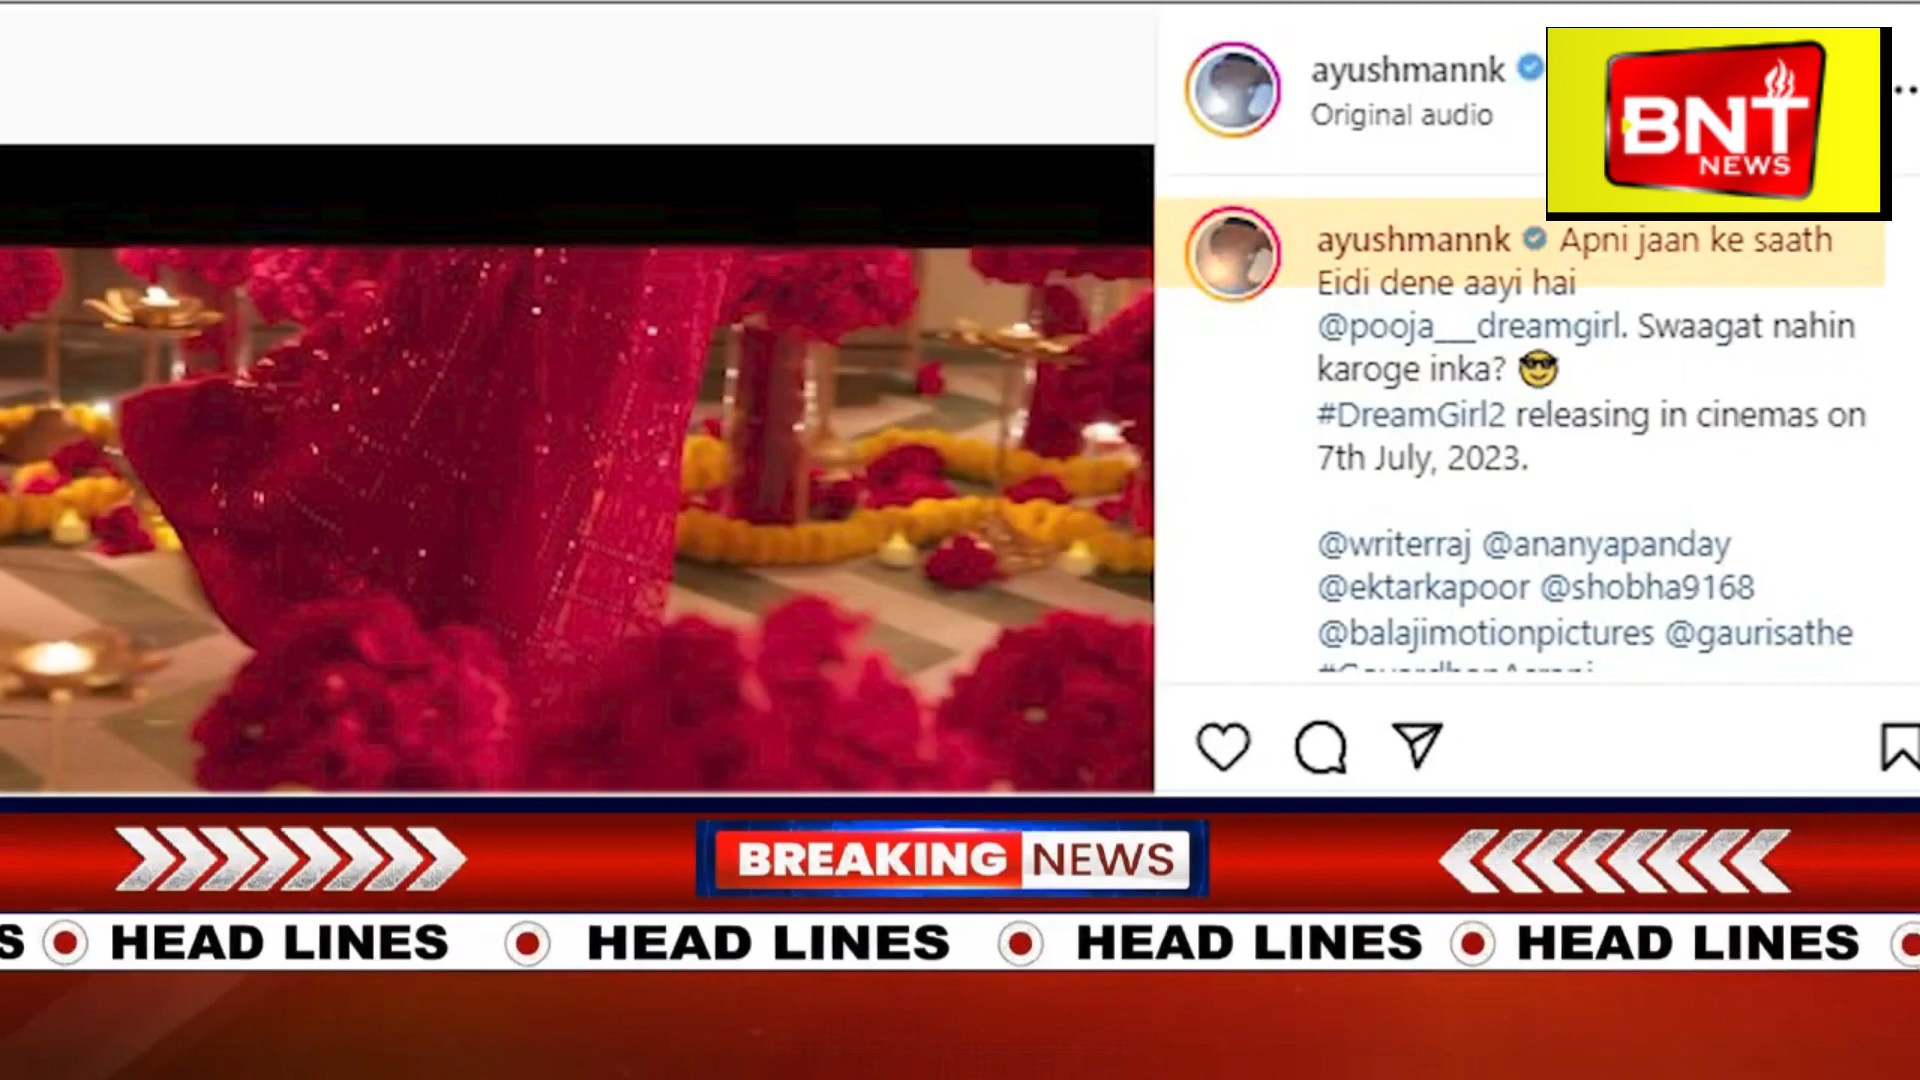 ayushmannk
Original audio
BNT
NEWS
ayushmannk Apni jaan ke saath
Eidi dene aayi hai
@pooja___dreamgirl. Swaagat nahin
karoge inka? 😎
#DreamGirl2 releasing in cinemas on
7th July, 2023.
@writerraj @ananyapanday
@ektarkapoor @shobha9168
@balajimotionpictures @gaurisathe
BREAKING NEWS
S HEAD LINES HEAD LINES HEAD LINES HEAD LINES